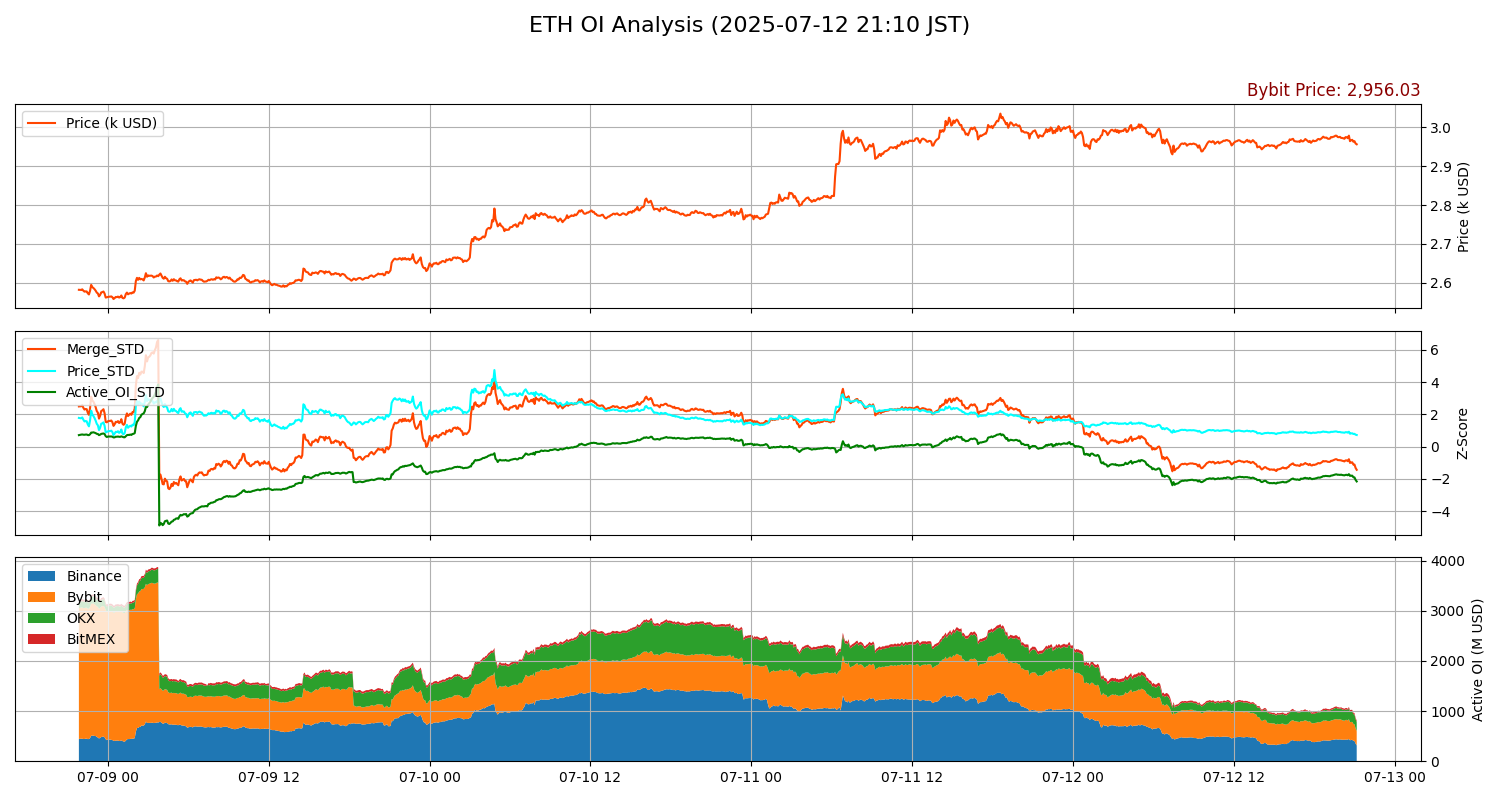 ETH OI Analysis (2025-07-12 21:10 JST)
Bybit Price: 2,956.03
Price (k USD)
3.0
2.9
2.8
2.7
2.6
Price (k USD)
Merge_STD
Price_STD
Active_OI_STD
6
4
2
0
−2
−4
Z-Score
Binance
Bybit
OKX
BitMEX
4000
3000
2000
1000
0
Active OI (M USD)
07-09 00
07-09 12
07-10 00
07-10 12
07-11 00
07-11 12
07-12 00
07-12 12
07-13 00